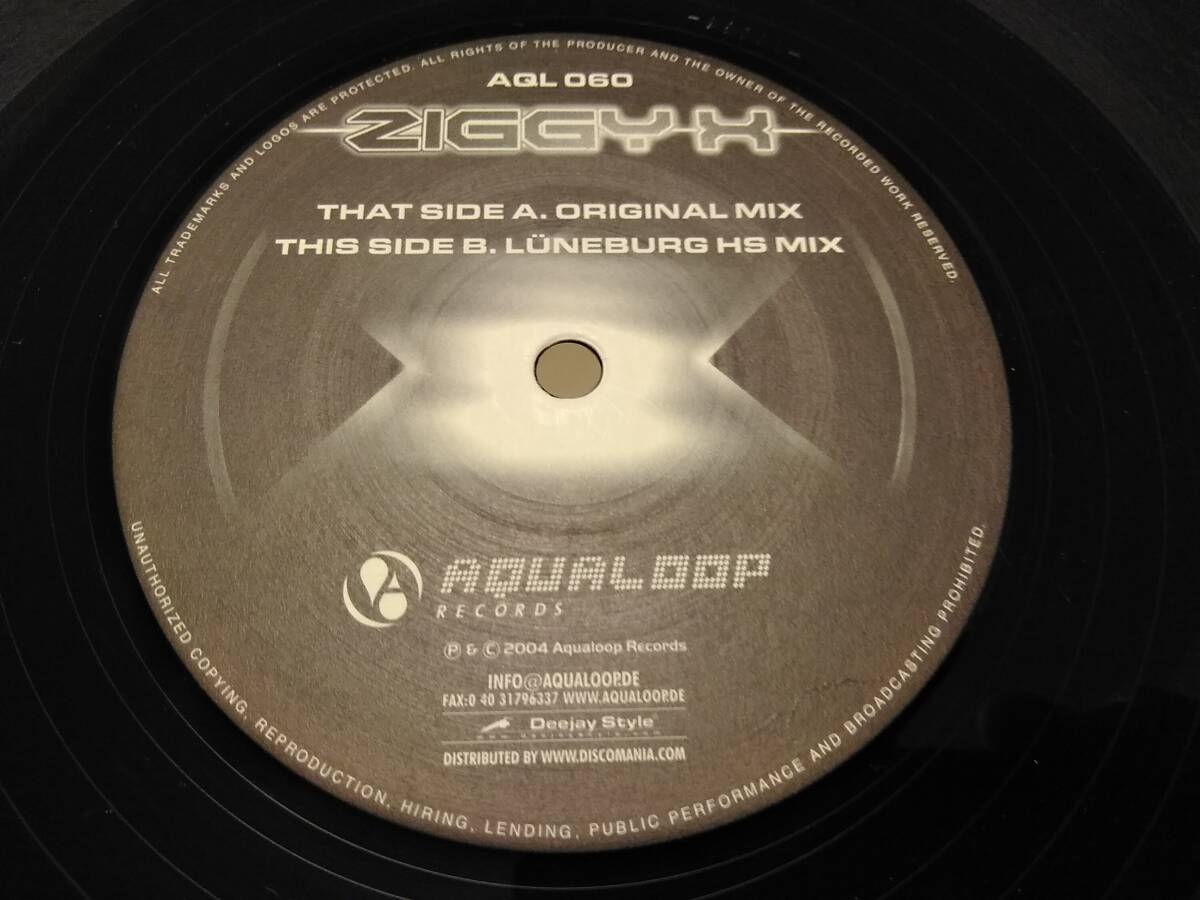 ALL TRADEMARKS AND LOGOS ARE PROTECTED. ALL RIGHTS OF THE PRODUCER AND THE OWNER OF THE RECORDED WORK RESERVED.
AQL 060
ZIGGY X
THAT SIDE A. ORIGINAL MIX
THIS SIDE B. LÜNEBURG HS MIX
AQUALOOP
RECORDS
Ⓟ & © 2004 Aqualoop Records
INFO@AQUALOOP.DE
FAX:0 40 31796337 WWW.AQUALOOP.DE
Deejay Style
DISTRIBUTED BY WWW.DISCOMANIA.COM
UNAUTHORIZED COPYING, REPRODUCTION, HIRING, LENDING, PUBLIC PERFORMANCE AND BROADCASTING PROHIBITED.